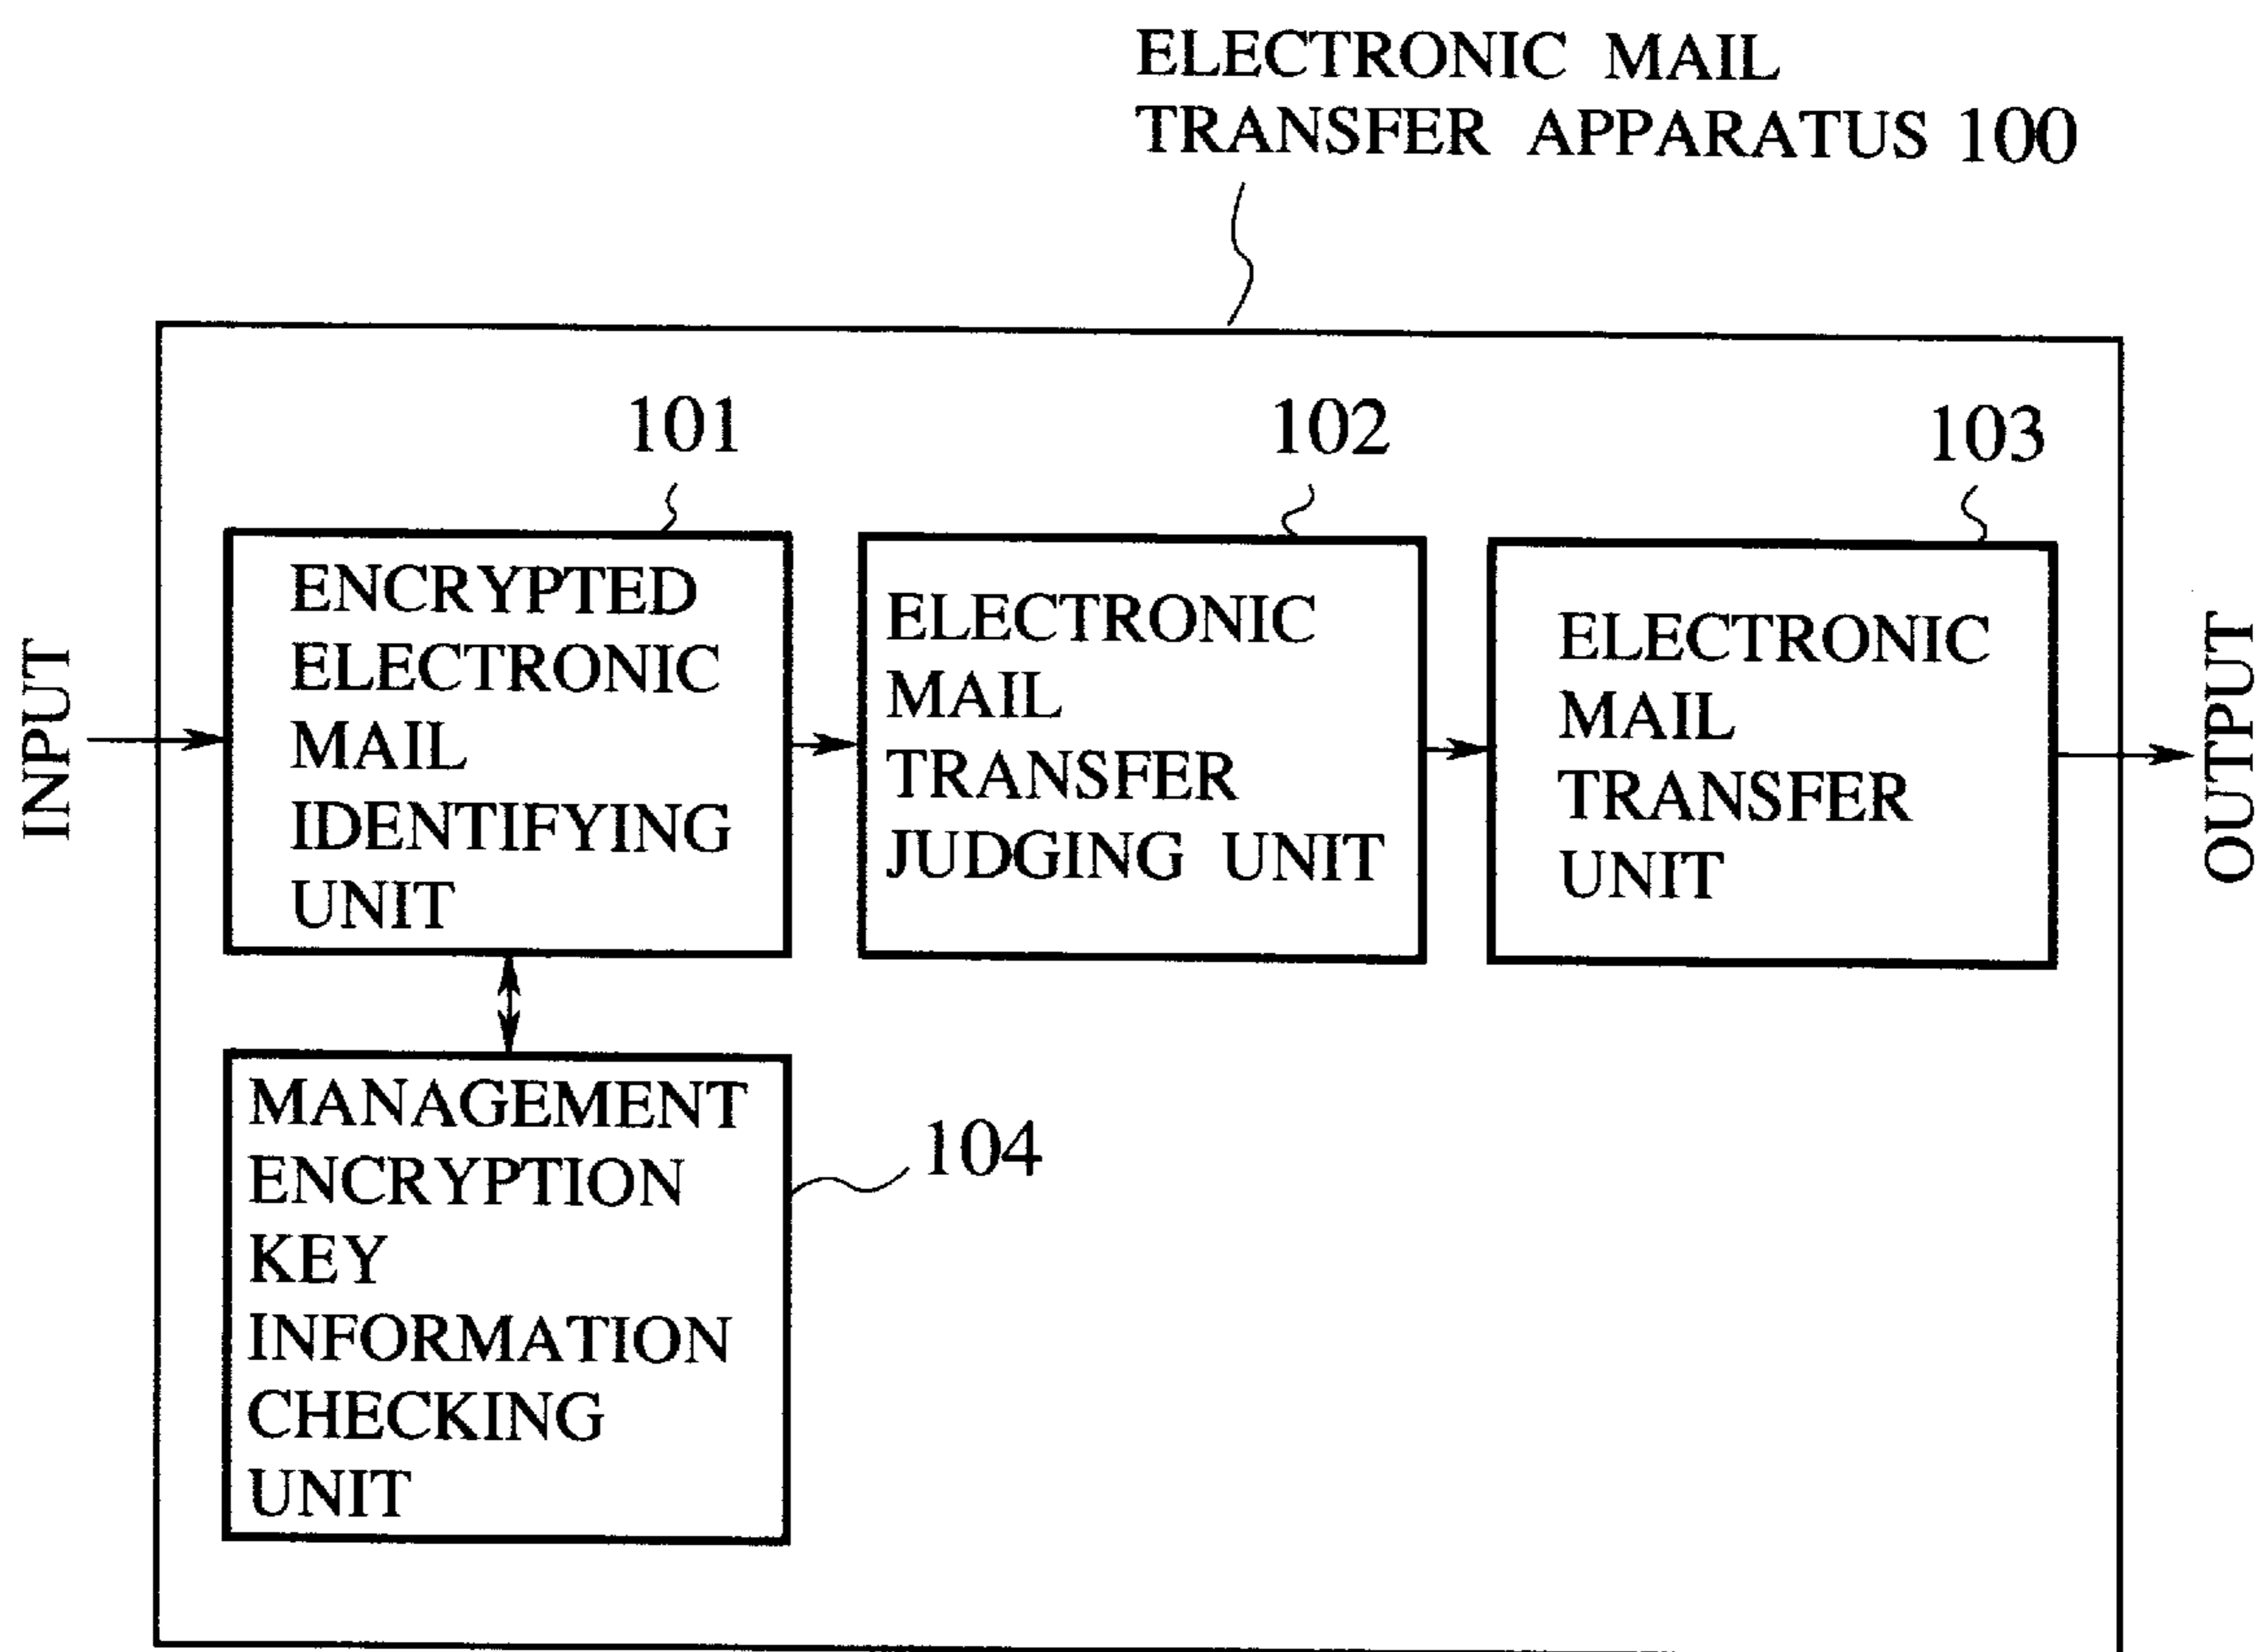 ELECTRONIC MAIL
TRANSFER APPARATUS 100
101
102
103
INPUT
ENCRYPTED
ELECTRONIC
MAIL
IDENTIFYING
UNIT
ELECTRONIC
MAIL
TRANSFER
JUDGING UNIT
ELECTRONIC
MAIL
TRANSFER
UNIT
OUTPUT
MANAGEMENT
ENCRYPTION
KEY
INFORMATION
CHECKING
UNIT
104